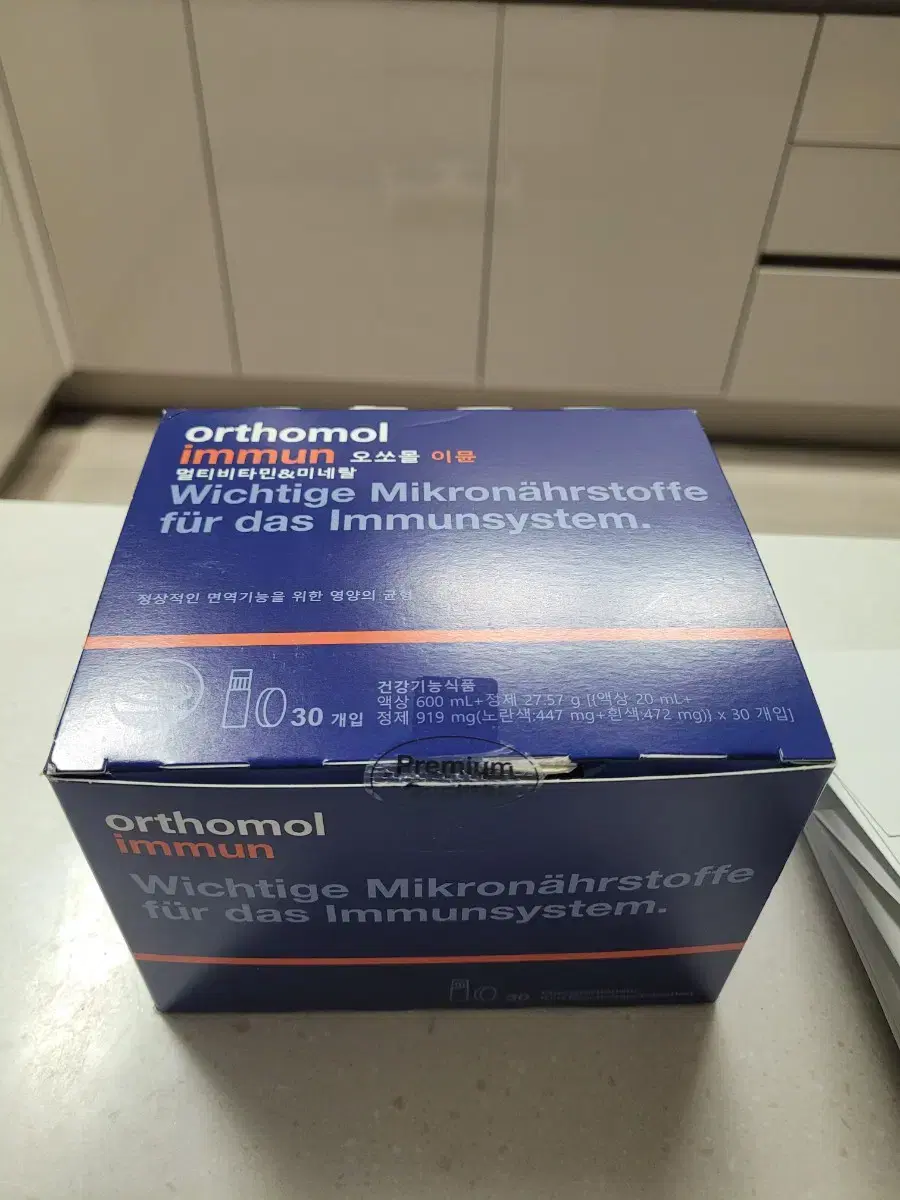 orthomol
immun 오쏘몰 이뮨
멀티비타민&미네랄
Wichtige Mikronährstoffe
für das Immunsystem.
정상적인 면역기능을 위한 영양의 균형
30 개입
건강기능식품
액상 600 mL+정제 27.57 g [{액상 20 mL+
정제 919 mg(노란색:447 mg+흰색:472 mg)} x 30 개입]
Premium
orthomol
immun
Wichtige Mikronährstoffe
für das Immunsystem.
30